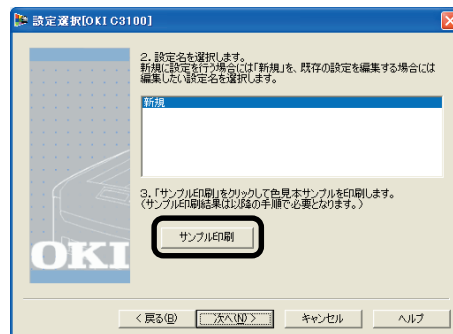 設定選択[OKI C3100]
2. 設定名を選択します。
新規に設定を行う場合には「新規」を、既存の設定を編集する場合には
編集したい設定名を選択します。
新規
3. 「サンプル印刷」をクリックして色見本サンプルを印刷します。
(サンプル印刷結果は以降の手順で必要となります。)
サンプル印刷
OKI
< 戻る(B)
次へ(N) >
キャンセル
ヘルプ